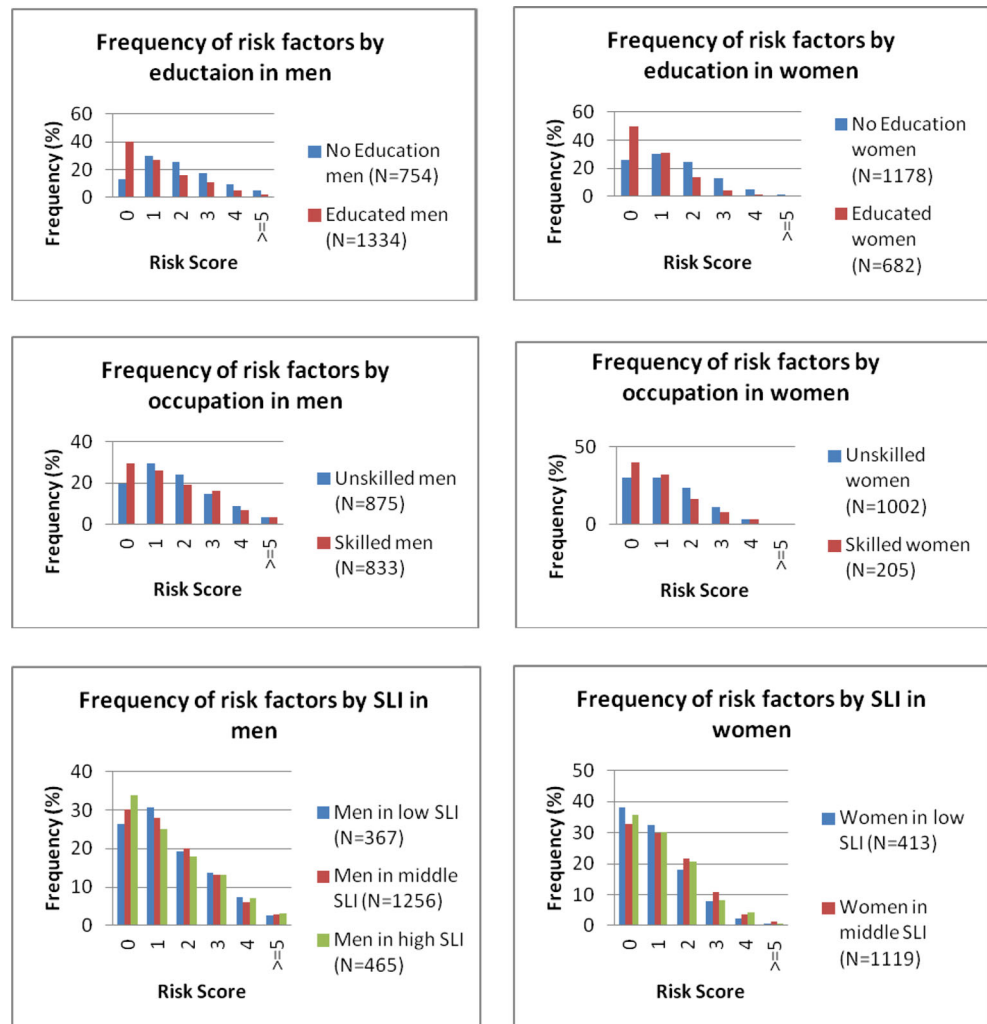 Frequency of risk factors by
eductaion in men
Frequency (%)
60
40
20
0
0
1
2
3
4
>=5
Risk Score
No Education
men (N=754)
Educated men
(N=1334)
Frequency of risk factors by
education in women
Frequency (%)
60
40
20
0
0
1
2
3
4
>=5
Risk Score
No Education
women
(N=1178)
Educated
women
(N=682)
Frequency of risk factors by
occupation in men
Frequency (%)
40
20
0
0
1
2
3
4
>=5
Risk Score
Unskilled men
(N=875)
Skilled men
(N=833)
Frequency of risk factors by
occupation in women
Frequency (%)
50
0
0
1
2
3
4
>=5
Risk Score
Unskilled
women
(N=1002)
Skilled women
(N=205)
Frequency of risk factors by SLI in
men
Frequency (%)
40
30
20
10
0
0
1
2
3
4
>=5
Risk Score
Men in low SLI
(N=367)
Men in middle
SLI (N=1256)
Men in high SLI
(N=465)
Frequency of risk factors by SLI in
women
Frequency (%)
50
40
30
20
10
0
0
1
2
3
4
>=5
Risk Score
Women in low
SLI (N=413)
Women in
middle SLI
(N=1119)